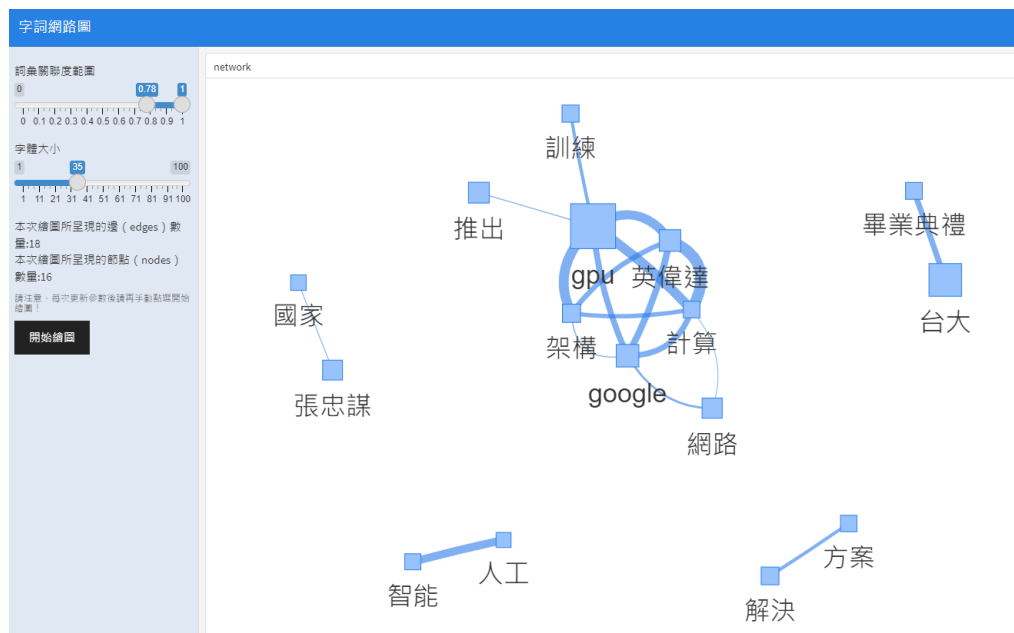 字詞網路圖
詞彙關聯度範圍
0 0.78 1
0 0.1 0.2 0.3 0.4 0.5 0.6 0.7 0.8 0.9 1
字體大小
1 35 100
1 11 21 31 41 51 61 71 81 91 100
本次繪圖所呈現的邊(edges)數
量:18
本次繪圖所呈現的節點(nodes)
數量:16
請注意,每次更新參數後請再手動點選開始
繪圖!
開始繪圖
network
訓練
推出
畢業典禮
gpu
英偉達
國家
台大
架構
計算
google
張忠謀
網路
方案
人工
智能
解決